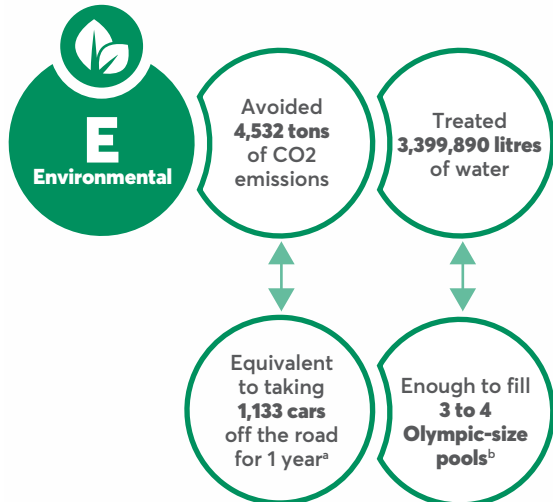 E
Environmental
Avoided
4,532 tons
of CO2
emissions
Treated
3,399,890 litres
of water
Equivalent
to taking
1,133 cars
off the road
for 1 yearᵃ
Enough to fill
3 to 4
Olympic-size
poolsᵇ